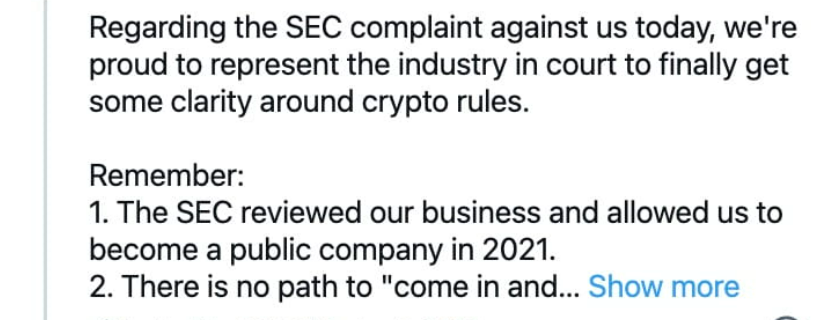 Regarding the SEC complaint against us today, we're
proud to represent the industry in court to finally get
some clarity around crypto rules.
Remember:
1. The SEC reviewed our business and allowed us to
become a public company in 2021.
2. There is no path to "come in and... Show more